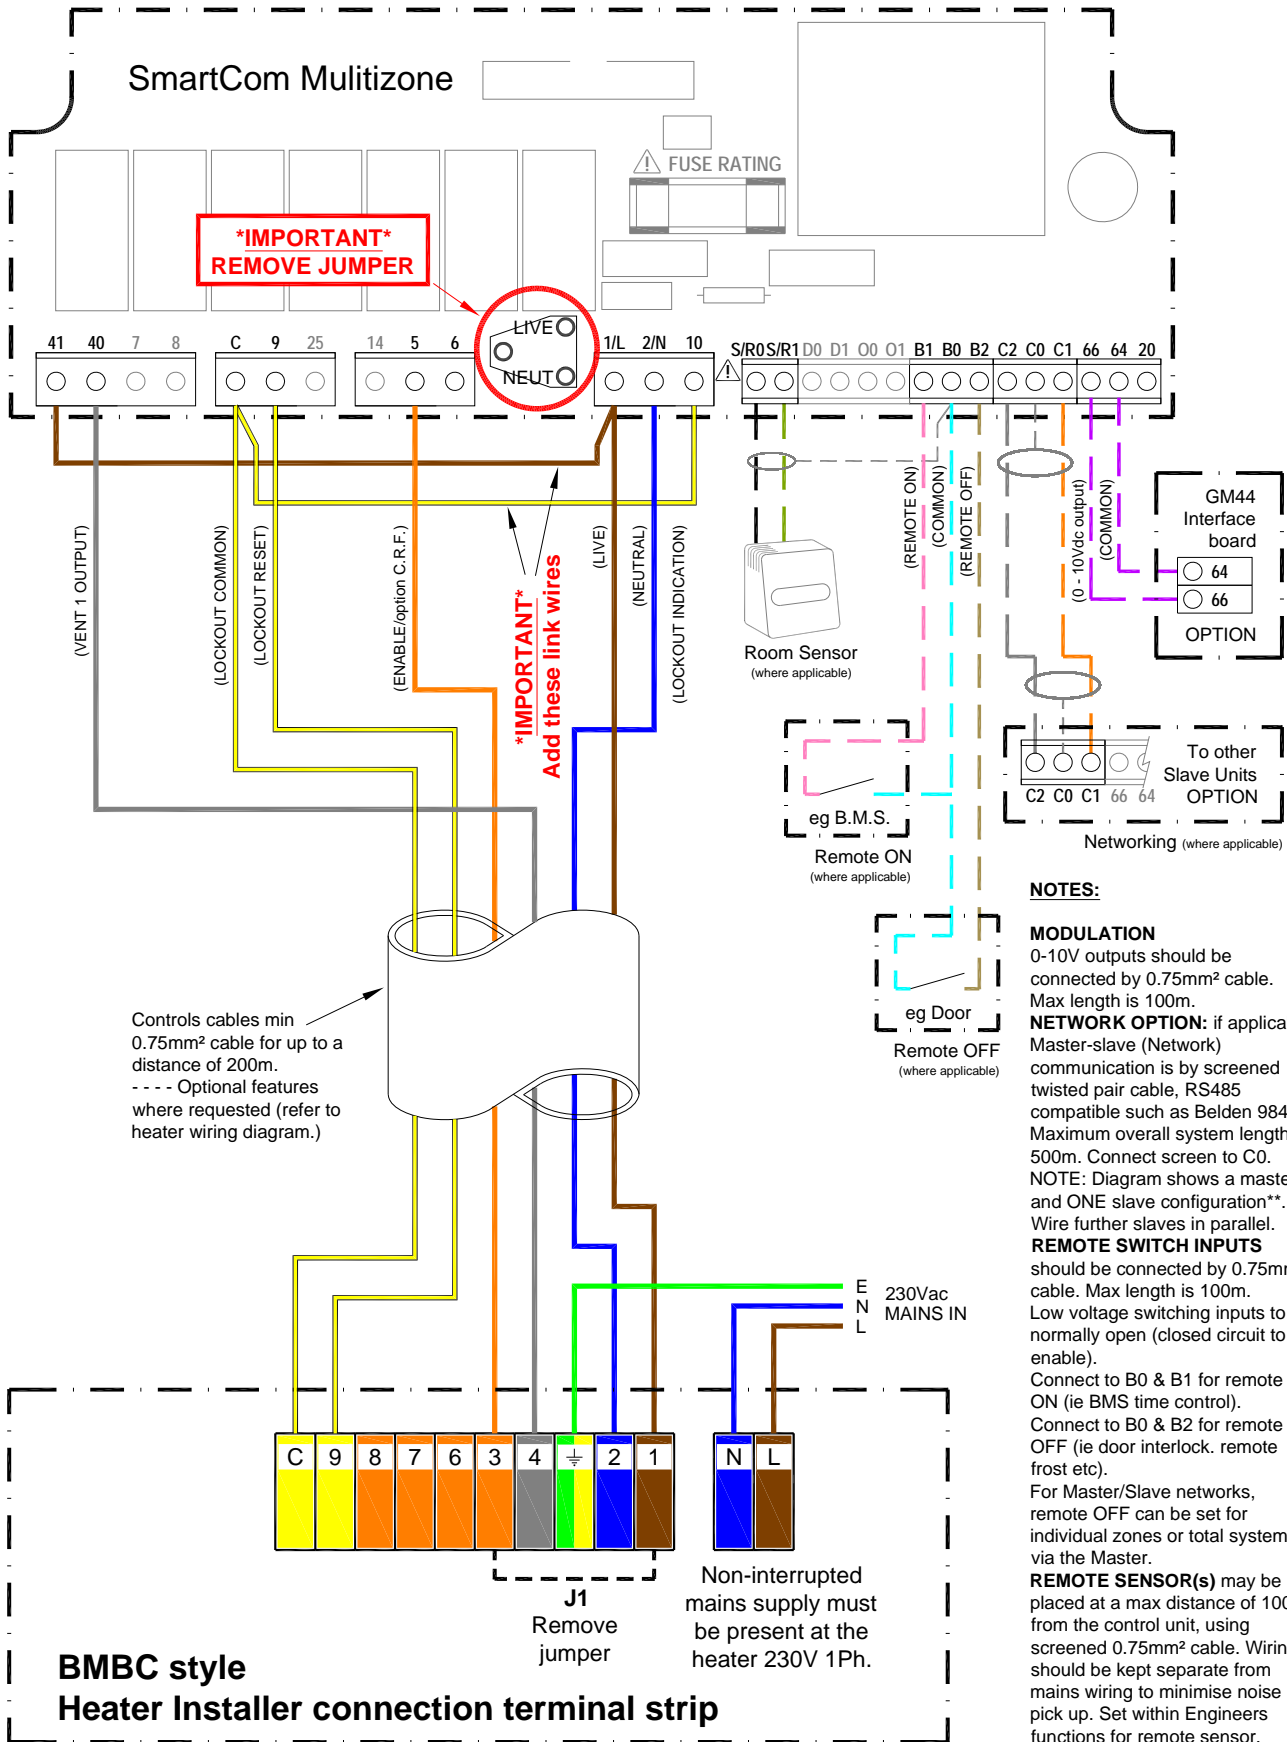 SmartCom Mulitizone
FUSE RATING
*IMPORTANT*
REMOVE JUMPER
LIVE
NEUT
41 40 7 8
C 9 25
14 5 6
1/L 2/N 10
S/R0 S/R1 D0 D1 O0 O1 B1 B0 B2 C2 C0 C1 66 64 20
(VENT 1 OUTPUT)
(LOCKOUT COMMON)
(LOCKOUT RESET)
(ENABLE/option C.R.F.)
*IMPORTANT*
Add these link wires
(LIVE)
(NEUTRAL)
(LOCKOUT INDICATION)
(REMOTE ON)
(COMMON)
(REMOTE OFF)
(0 - 10Vdc output)
(COMMON)
GM44
Interface
board
64
66
OPTION
Room Sensor
(where applicable)
eg B.M.S.
Remote ON
(where applicable)
To other
Slave Units
OPTION
C2 C0 C1 66 64
Networking (where applicable)
eg Door
Remote OFF
(where applicable)
Controls cables min
0.75mm² cable for up to a
distance of 200m.
- - - - Optional features
where requested (refer to
heater wiring diagram.)
NOTES:
MODULATION
0-10V outputs should be
connected by 0.75mm² cable.
Max length is 100m.
NETWORK OPTION: if
Master-slave (Network)
communication is by screened
twisted pair cable, RS485
compatible such as Belden
Maximum overall system length
500m. Connect screen to C0.
NOTE: Diagram shows a
and ONE slave configuration**.
Wire further slaves in parallel.
REMOTE SWITCH INPUTS
should be connected by
cable. Max length is 100m.
Low voltage switching inputs to
normally open (closed circuit to
enable).
Connect to B0 & B1 for remote
ON (ie BMS time control).
Connect to B0 & B2 for remote
OFF (ie door interlock. remote
frost etc).
For Master/Slave networks,
remote OFF can be set for
individual zones or total system
via the Master.
REMOTE SENSOR(s) may be
placed at a max distance of
from the control unit, using
screened 0.75mm² cable.
should be kept separate from
mains wiring to minimise noise
pick up. Set within Engineers
functions for remote sensor.
E
N
L
230Vac
MAINS IN
C 9 8 7 6 3 4 2 1 N L
J1
Remove
jumper
Non-interrupted
mains supply must
be present at the
heater 230V 1Ph.
BMBC style
Heater Installer connection terminal strip